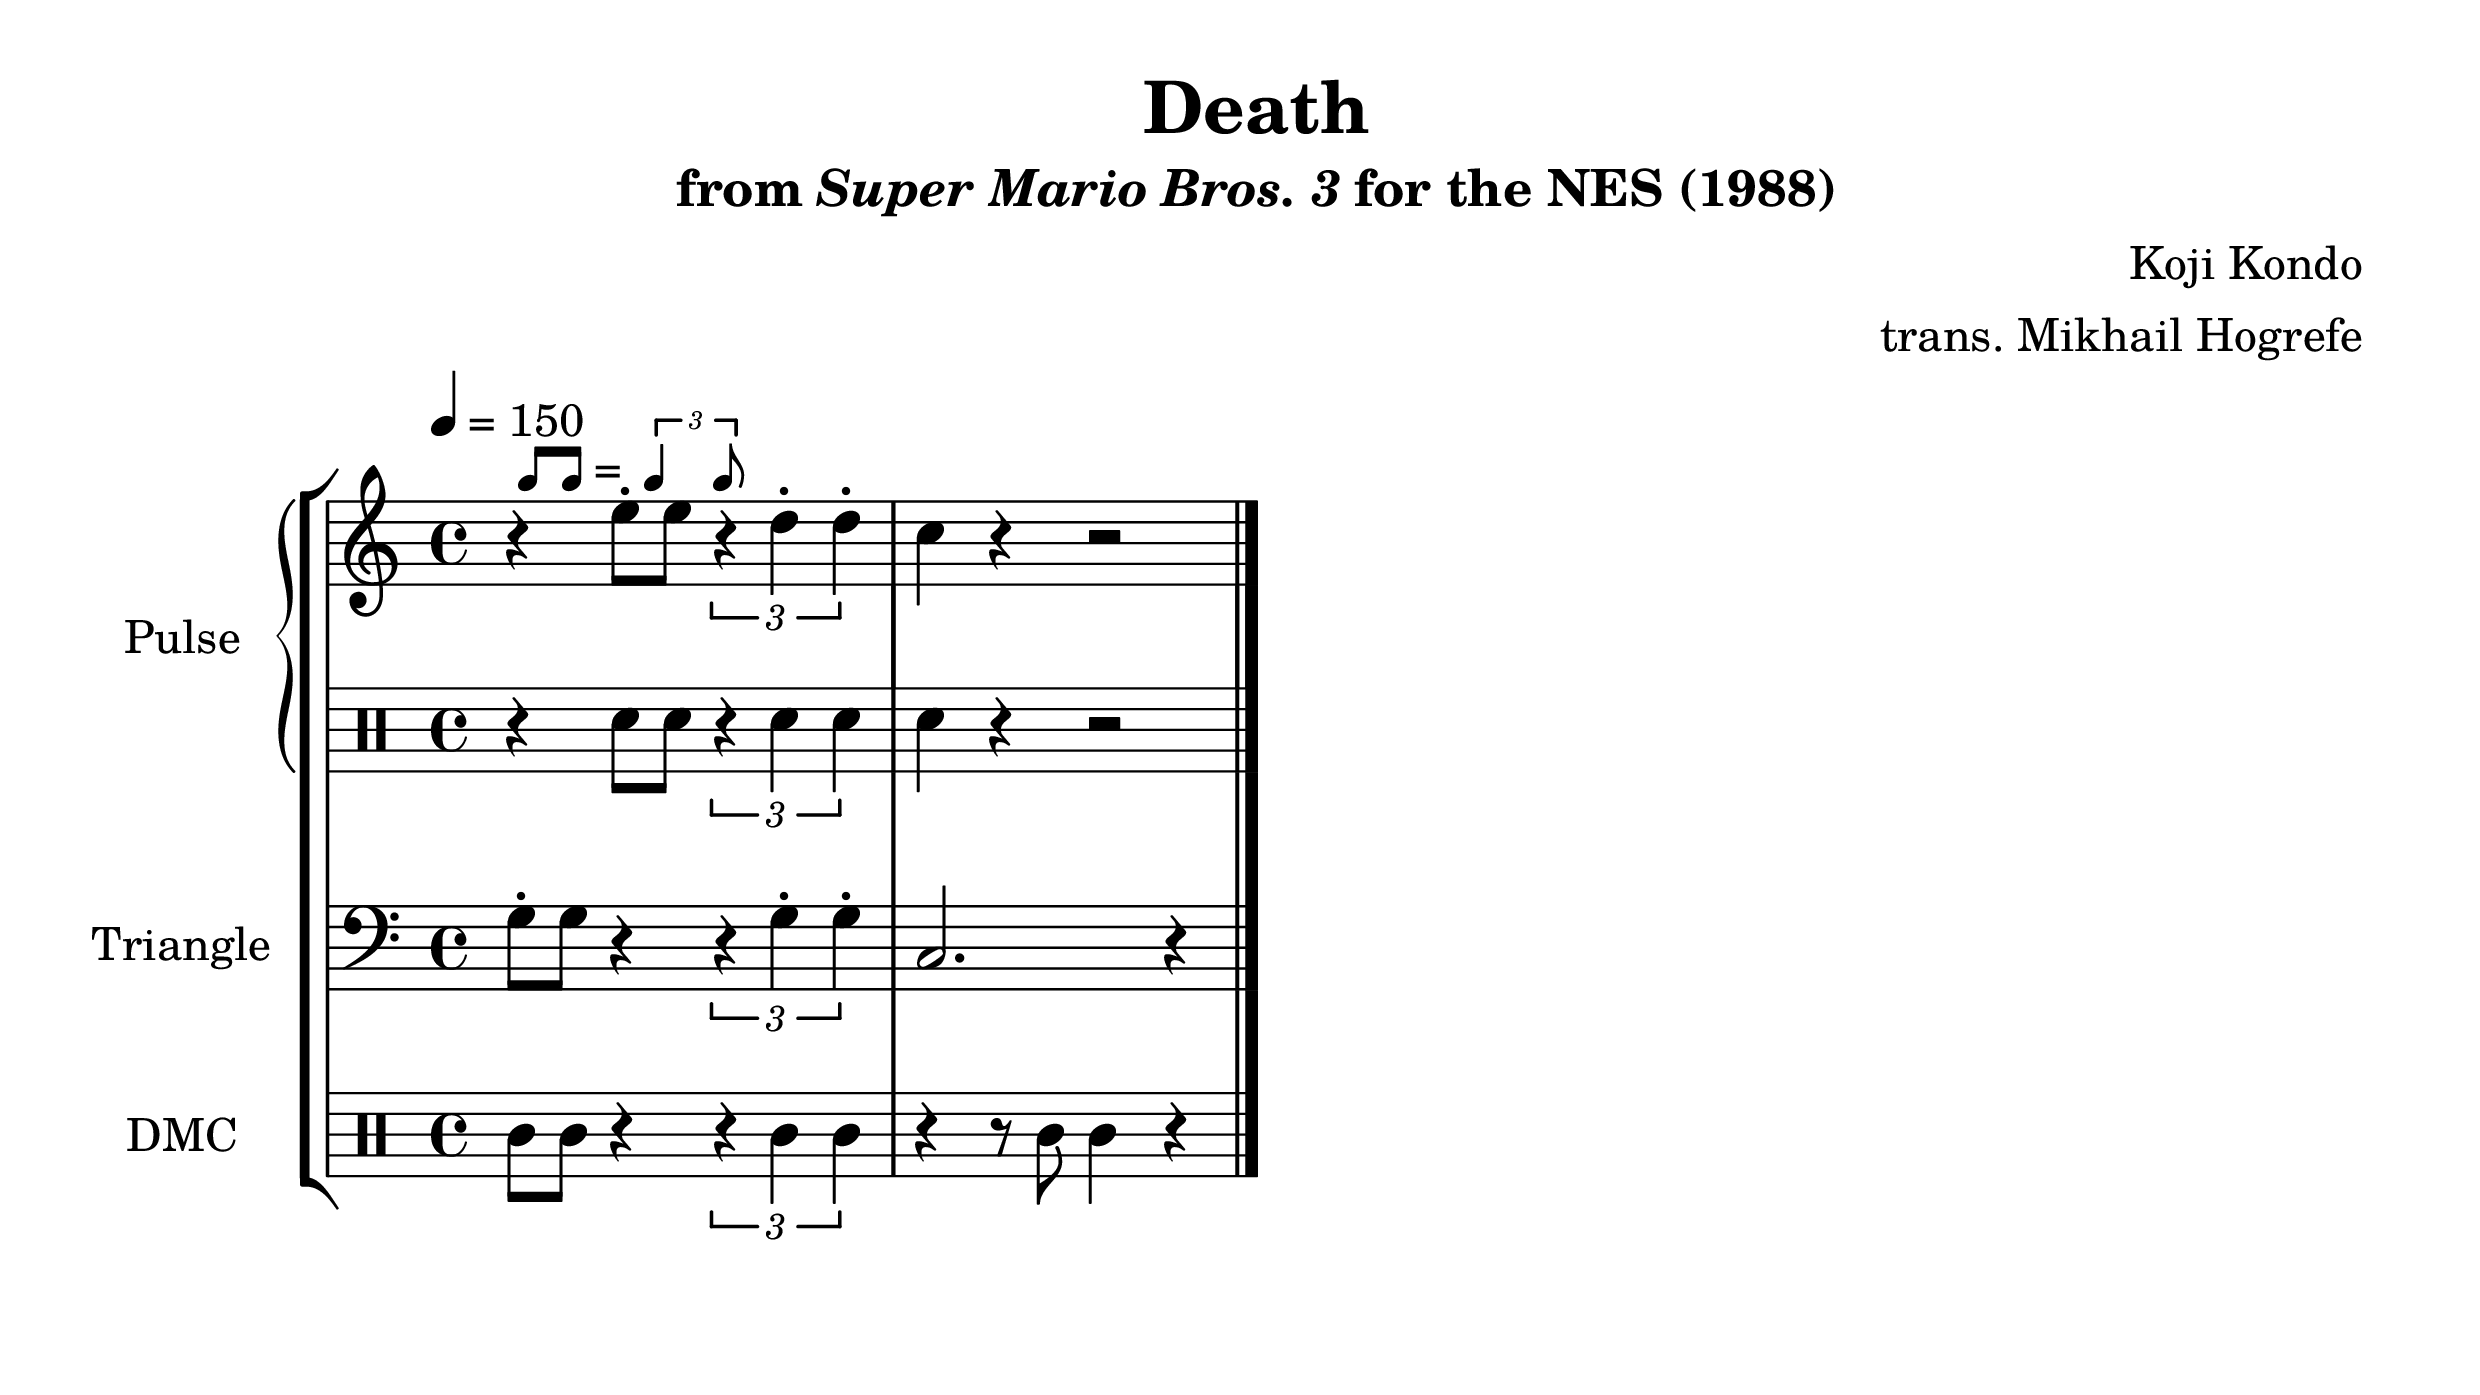 Death
from Super Mario Bros. 3 for the NES (1988)
Koji Kondo
trans. Mikhail Hogrefe
= 150
= 3
3
Pulse
3
Triangle
3
DMC
3